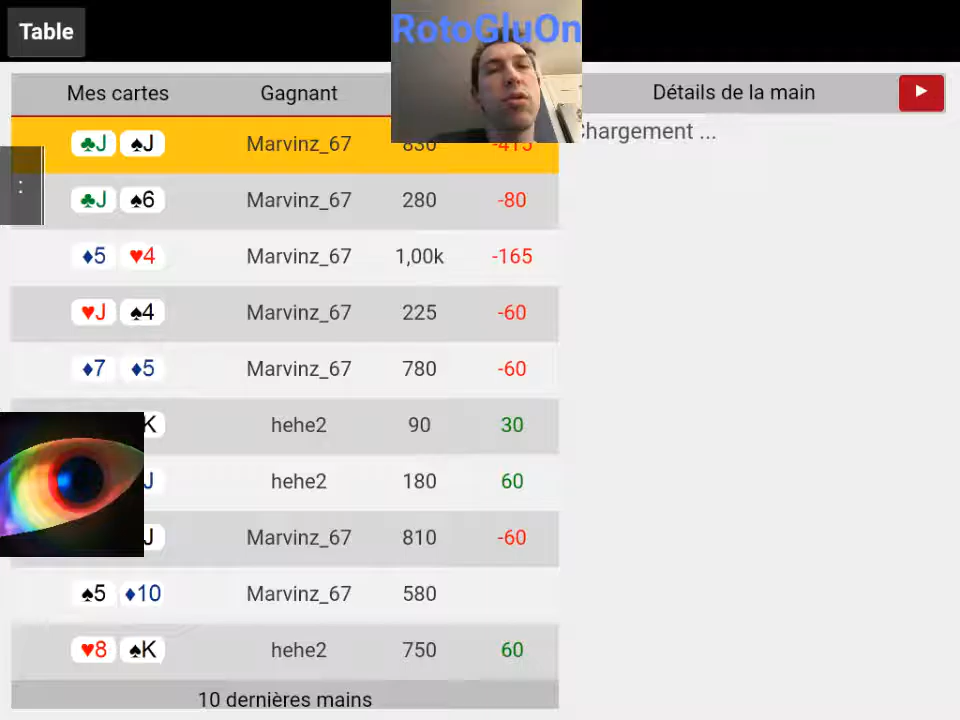 Table
RotoGluOn
Mes cartes Gagnant
Détails de la main
♣J ♠J Marvinz_67 830 -415
Chargement ...
:
♣J ♠6 Marvinz_67 280 -80
♦5 ♥4 Marvinz_67 1,00k -165
♥J ♠4 Marvinz_67 225 -60
♦7 ♦5 Marvinz_67 780 -60
K hehe2 90 30
J hehe2 180 60
J Marvinz_67 810 -60
♠5 ♦10 Marvinz_67 580
♥8 ♠K hehe2 750 60
10 dernières mains